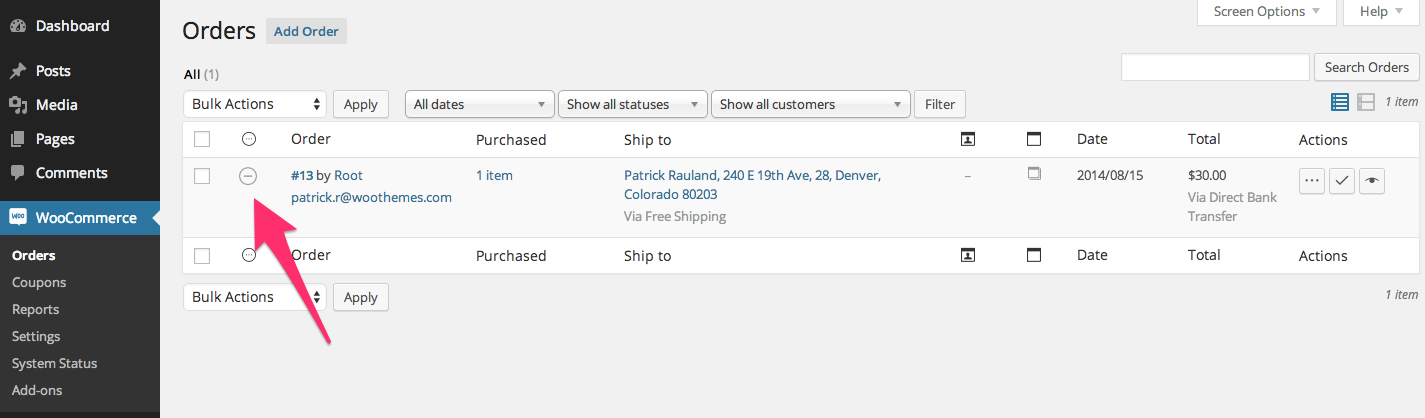 Dashboard
Posts
Media
Pages
Comments
WOO WooCommerce
Orders
Coupons
Reports
Settings
System Status
Add-ons
Screen Options Help
Orders Add Order
All (1)
Search Orders
Bulk Actions Apply All dates Show all statuses Show all customers Filter 1 item
Order Purchased Ship to Date Total Actions
#13 by Root 1 item Patrick Rauland, 240 E 19th Ave, 28, Denver, – 2014/08/15 $30.00
patrick.r@woothemes.com Colorado 80203 Via Direct Bank
Via Free Shipping Transfer
Order Purchased Ship to Date Total Actions
Bulk Actions Apply 1 item